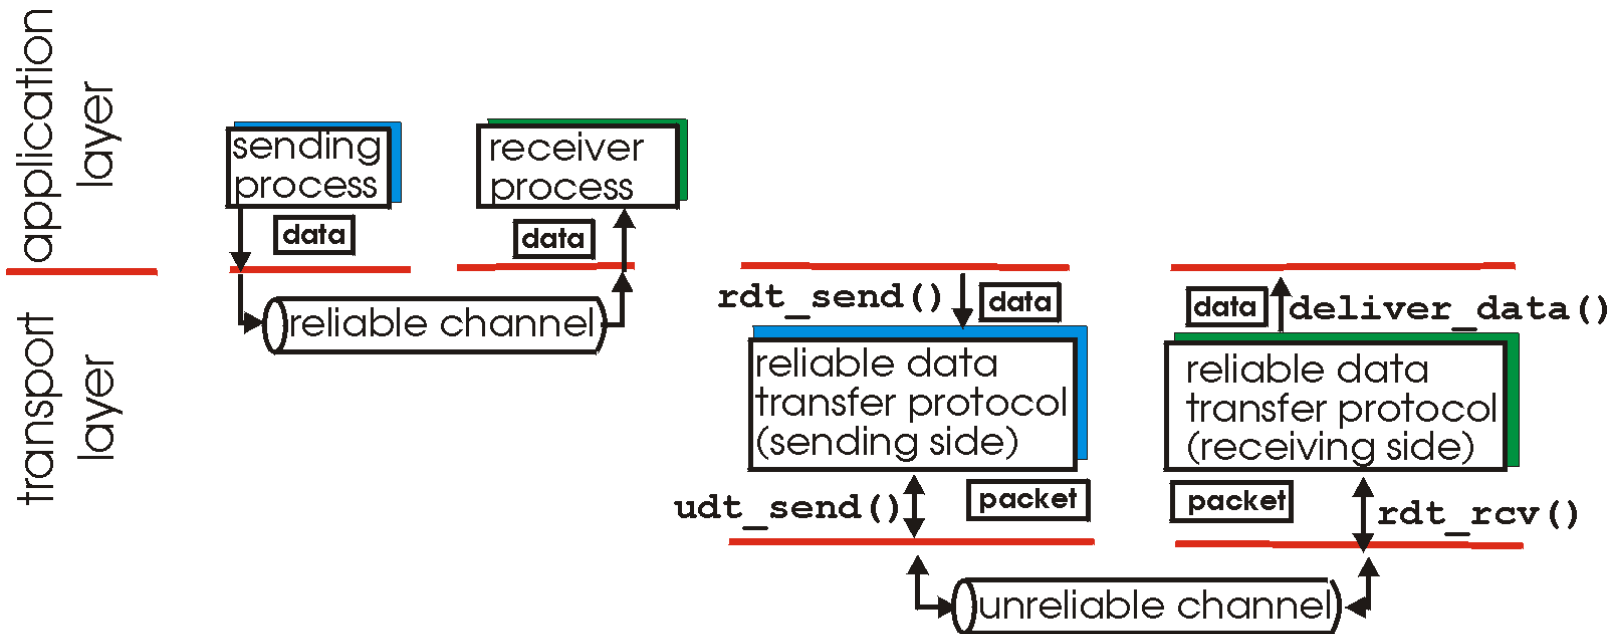 application
layer
transport
layer
sending
process
data
receiver
process
data
reliable channel
rdt_send()
data
reliable data
transfer protocol
(sending side)
udt_send()
packet
data
deliver_data()
reliable data
transfer protocol
(receiving side)
packet
rdt_rcv()
unreliable channel